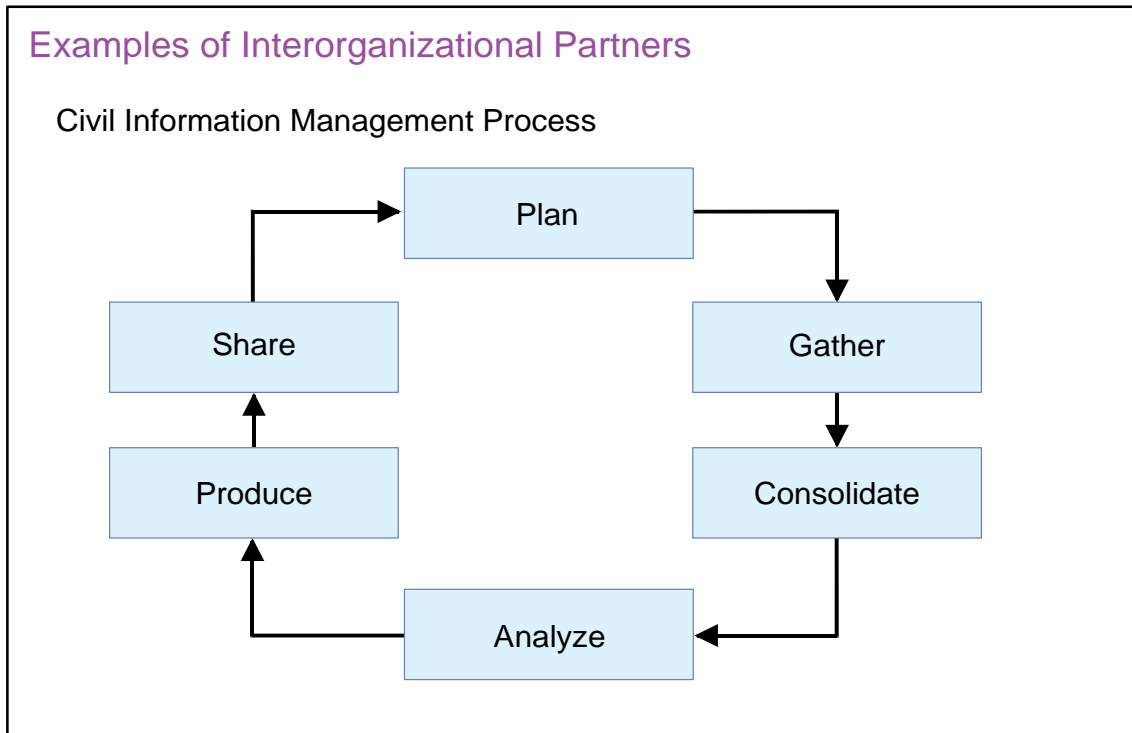 Examples of Interorganizational Partners
Civil Information Management Process
Plan
Gather
Consolidate
Analyze
Produce
Share